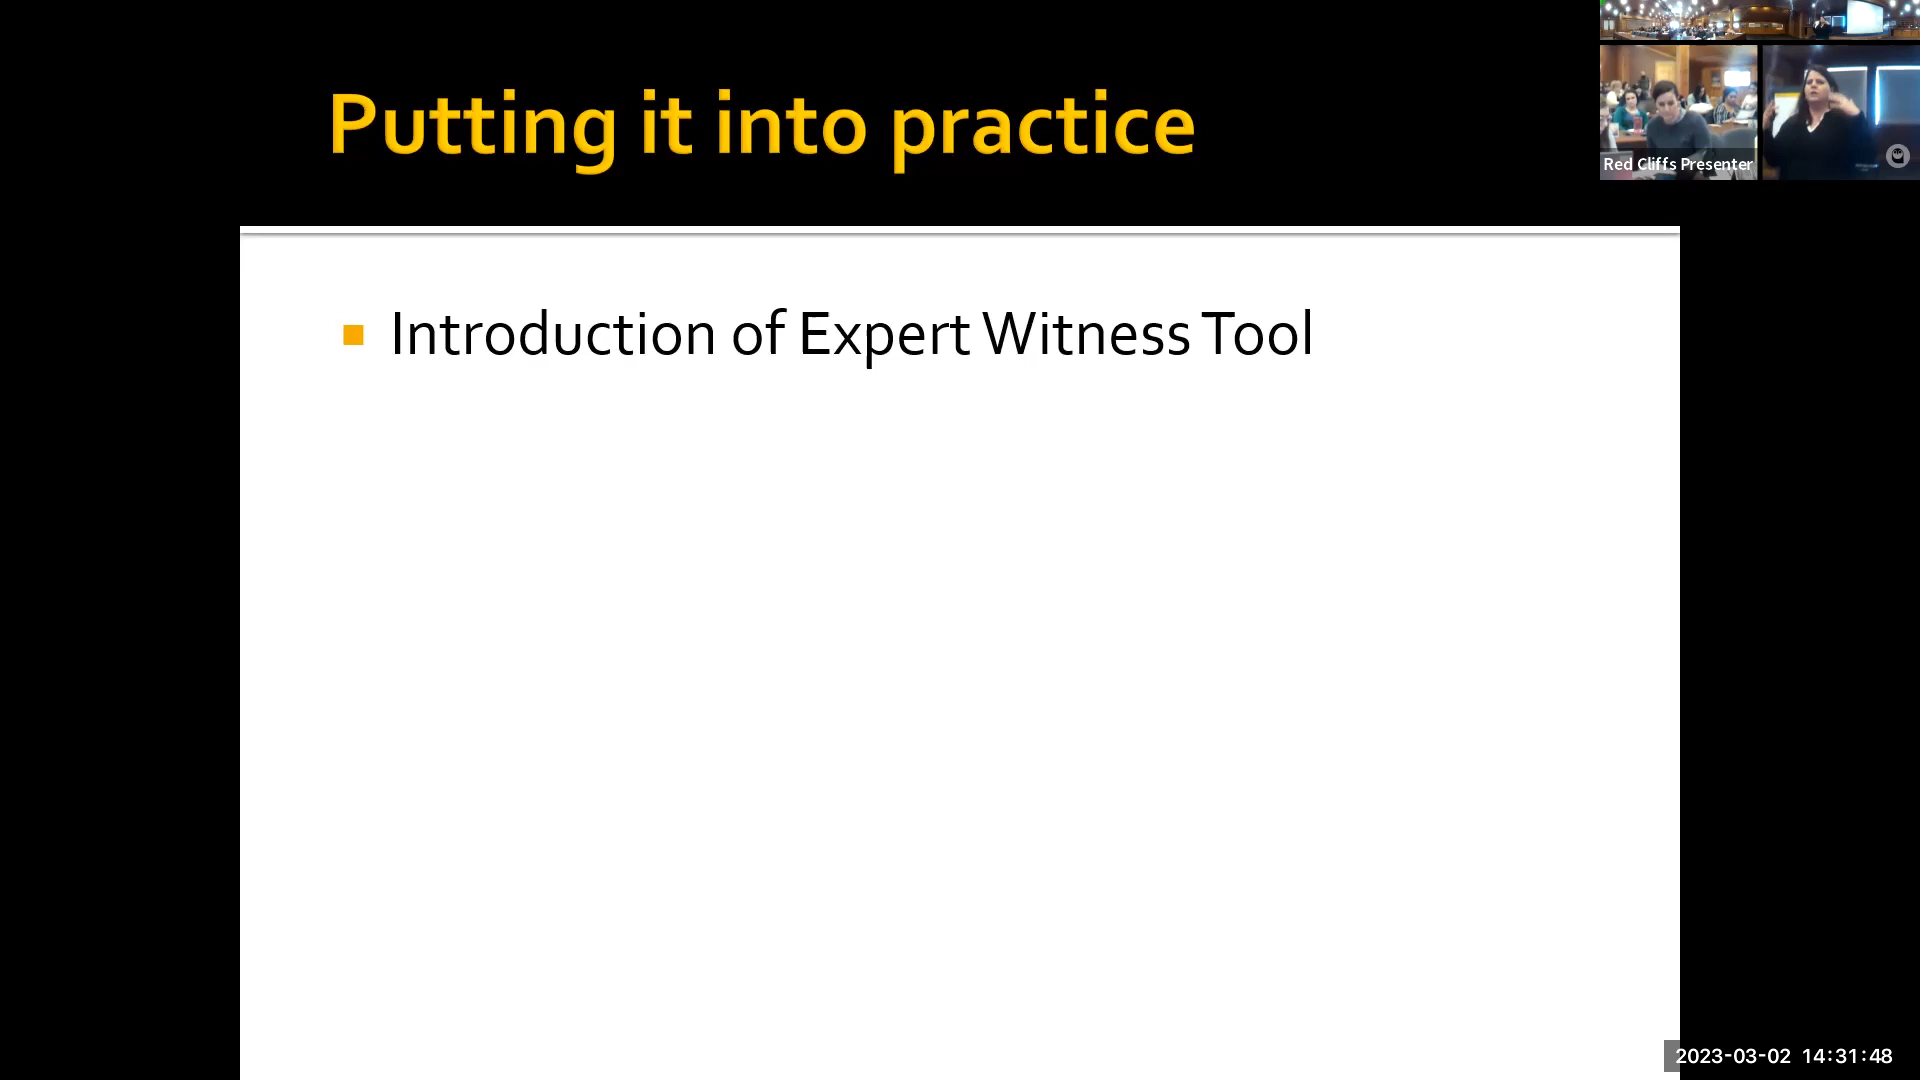 Putting it into practice
Red Cliffs Presenter
Introduction of Expert Witness Tool
2023-03-02 14:31:48